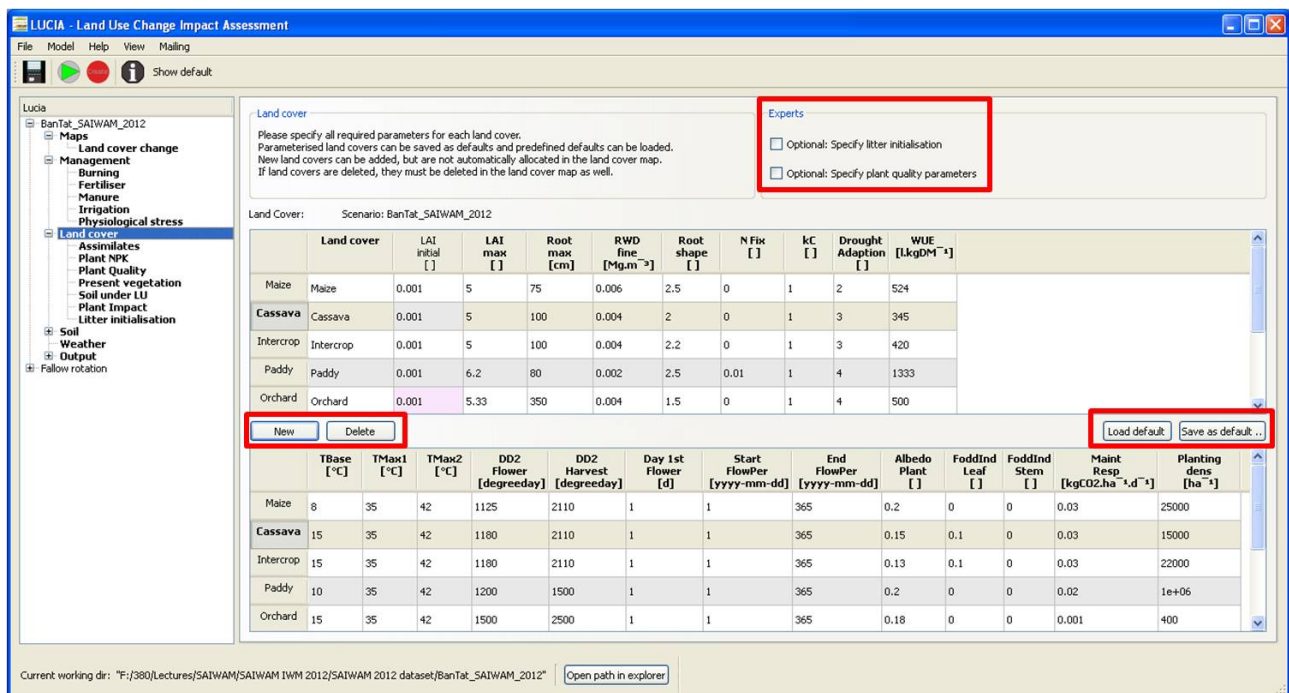 LUCIA - Land Use Change Impact Assessment
File Model Help View Mailing
Create
Show default
Lucia
BanTat_SAIWAM_2012
Maps
Land cover change
Management
Burning
Fertiliser
Manure
Irrigation
Physiological stress
Land cover
Assimilates
Plant NPK
Plant Quality
Present vegetation
Soil under LU
Plant Impact
Litter initialisation
Soil
Weather
Output
Fallow rotation
Land cover
Please specify all required parameters for each land cover.
Parameterised land covers can be saved as defaults and predefined defaults can be loaded.
New land covers can be added, but are not automatically allocated in the land cover map.
If land covers are deleted, they must be deleted in the land cover map as well.
Experts
Optional: Specify litter initialisation
Optional: Specify plant quality parameters
Land Cover: Scenario: BanTat_SAIWAM_2012
Land cover LAI initial [ ] LAI max [ ] Root max [cm] RWD fine [Mg.m⁻³] Root shape [ ] N Fix [ ] kC [ ] Drought Adaption [ ] WUE [l.kgDM⁻¹]
Maize Maize 0.001 5 75 0.006 2.5 0 1 2 524
Cassava Cassava 0.001 5 100 0.004 2 0 1 3 345
Intercrop Intercrop 0.001 5 100 0.004 2.2 0 1 3 420
Paddy Paddy 0.001 6.2 80 0.002 2.5 0.01 1 4 1333
Orchard Orchard 0.001 5.33 350 0.004 1.5 0 1 4 500
New Delete Load default Save as default ..
TBase [°C] TMax1 [°C] TMax2 [°C] DD2 Flower [degreeday] DD2 Harvest [degreeday] Day 1st Flower [d] Start FlowPer [yyyy-mm-dd] End FlowPer [yyyy-mm-dd] Albedo Plant [ ] FoddInd Leaf [ ] FoddInd Stem [ ] Maint Resp [kgCO2.ha⁻¹.d⁻¹] Planting dens [ha⁻¹]
Maize 8 35 42 1125 2110 1 1 365 0.2 0 0 0.03 25000
Cassava 15 35 42 1180 2110 1 1 365 0.15 0.1 0 0.03 15000
Intercrop 15 35 42 1180 2110 1 1 365 0.13 0.1 0 0.03 22000
Paddy 10 35 42 1200 1500 1 1 365 0.2 0 0 0.02 1e+06
Orchard 15 35 42 1500 2500 1 1 365 0.18 0 0 0.001 400
Current working dir: "F:/380/Lectures/SAIWAM/SAIWAM IWM 2012/SAIWAM 2012 dataset/BanTat_SAIWAM_2012" Open path in explorer